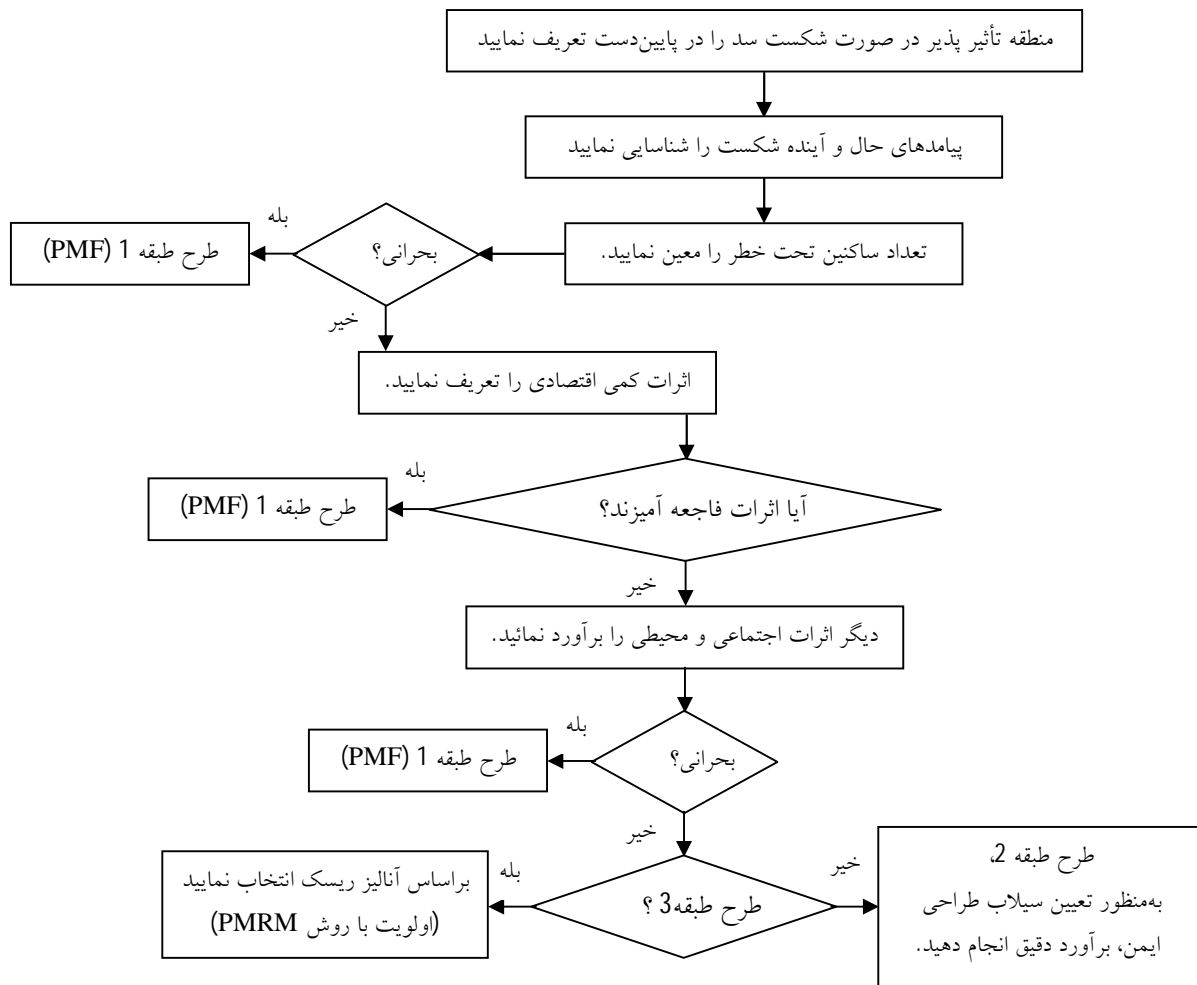 منطقه تأثیر پذیر در صورت شکست سد را در پایین‌دست تعریف نمایید
پیامدهای حال و آینده شکست را شناسایی نمایید
تعداد ساکنین تحت خطر را معین نمایید.
بحرانی؟
بله
طرح طبقه 1 (PMF)
خیر
اثرات کمی اقتصادی را تعریف نمایید.
آیا اثرات فاجعه آمیزند؟
بله
طرح طبقه 1 (PMF)
خیر
دیگر اثرات اجتماعی و محیطی را برآورد نمائید.
بحرانی؟
بله
طرح طبقه 1 (PMF)
خیر
طرح طبقه3 ؟
خیر
طرح طبقه 2،
به‌منظور تعیین سیلاب طراحی
ایمن، برآورد دقیق انجام دهید.
بله
براساس آنالیز ریسک انتخاب نمایید
(اولویت با روش PMRM)